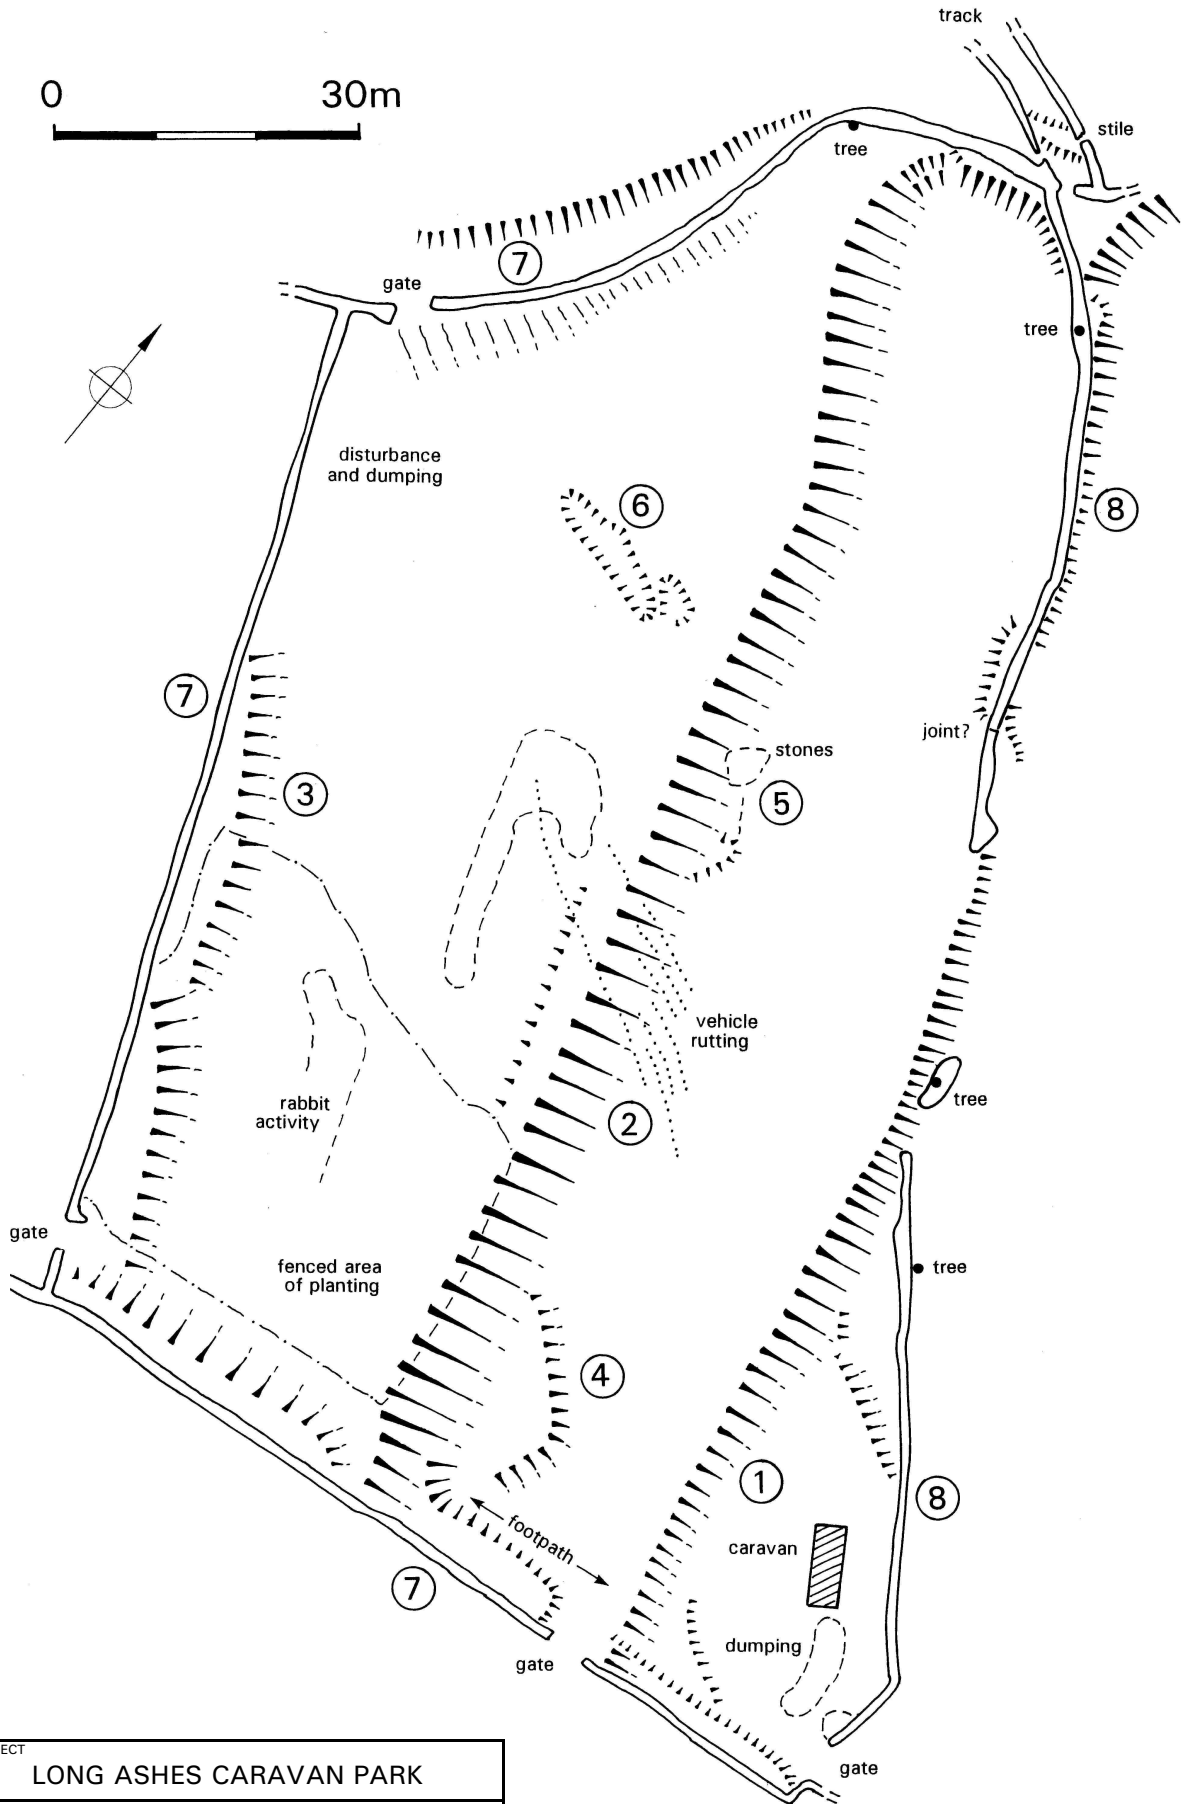 track
0 30m
stile
tree
7
gate
tree
disturbance
and dumping
6
8
7
joint?
stones
3
5
vehicle
rutting
tree
rabbit
activity
2
gate
tree
fenced area
of planting
4
1
8
footpath
caravan
7
dumping
gate
gate
ECT
LONG ASHES CARAVAN PARK